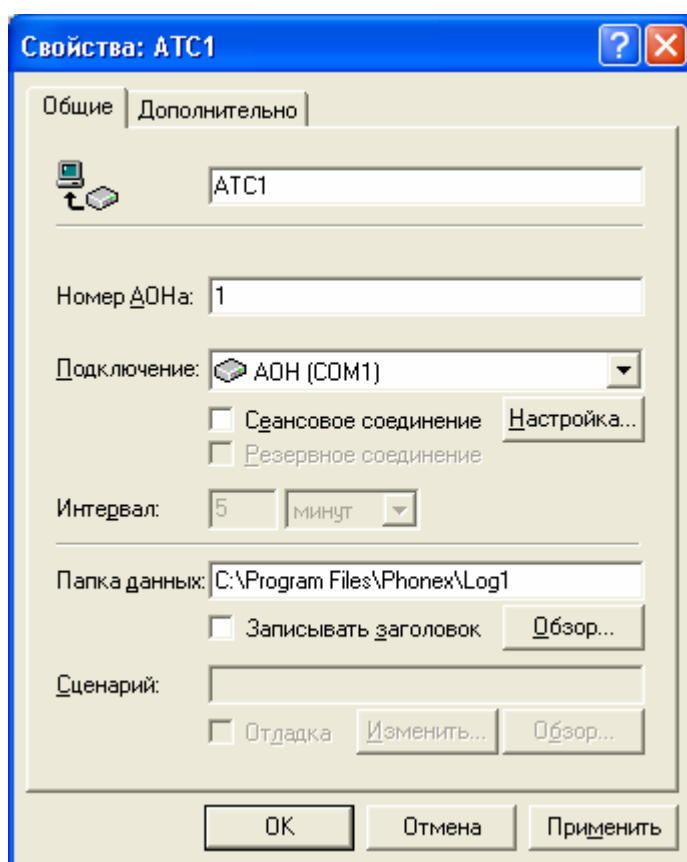 Свойства: АТС1
Общие Дополнительно
АТС1
Номер АОНа: 1
Подключение: АОН (COM1)
Сеансовое соединение Настройка...
Резервное соединение
Интервал: 5 минут
Папка данных: C:\Program Files\Phonex\Log1
Записывать заголовок Обзор...
Сценарий:
Отладка Изменить... Обзор...
OK Отмена Применить